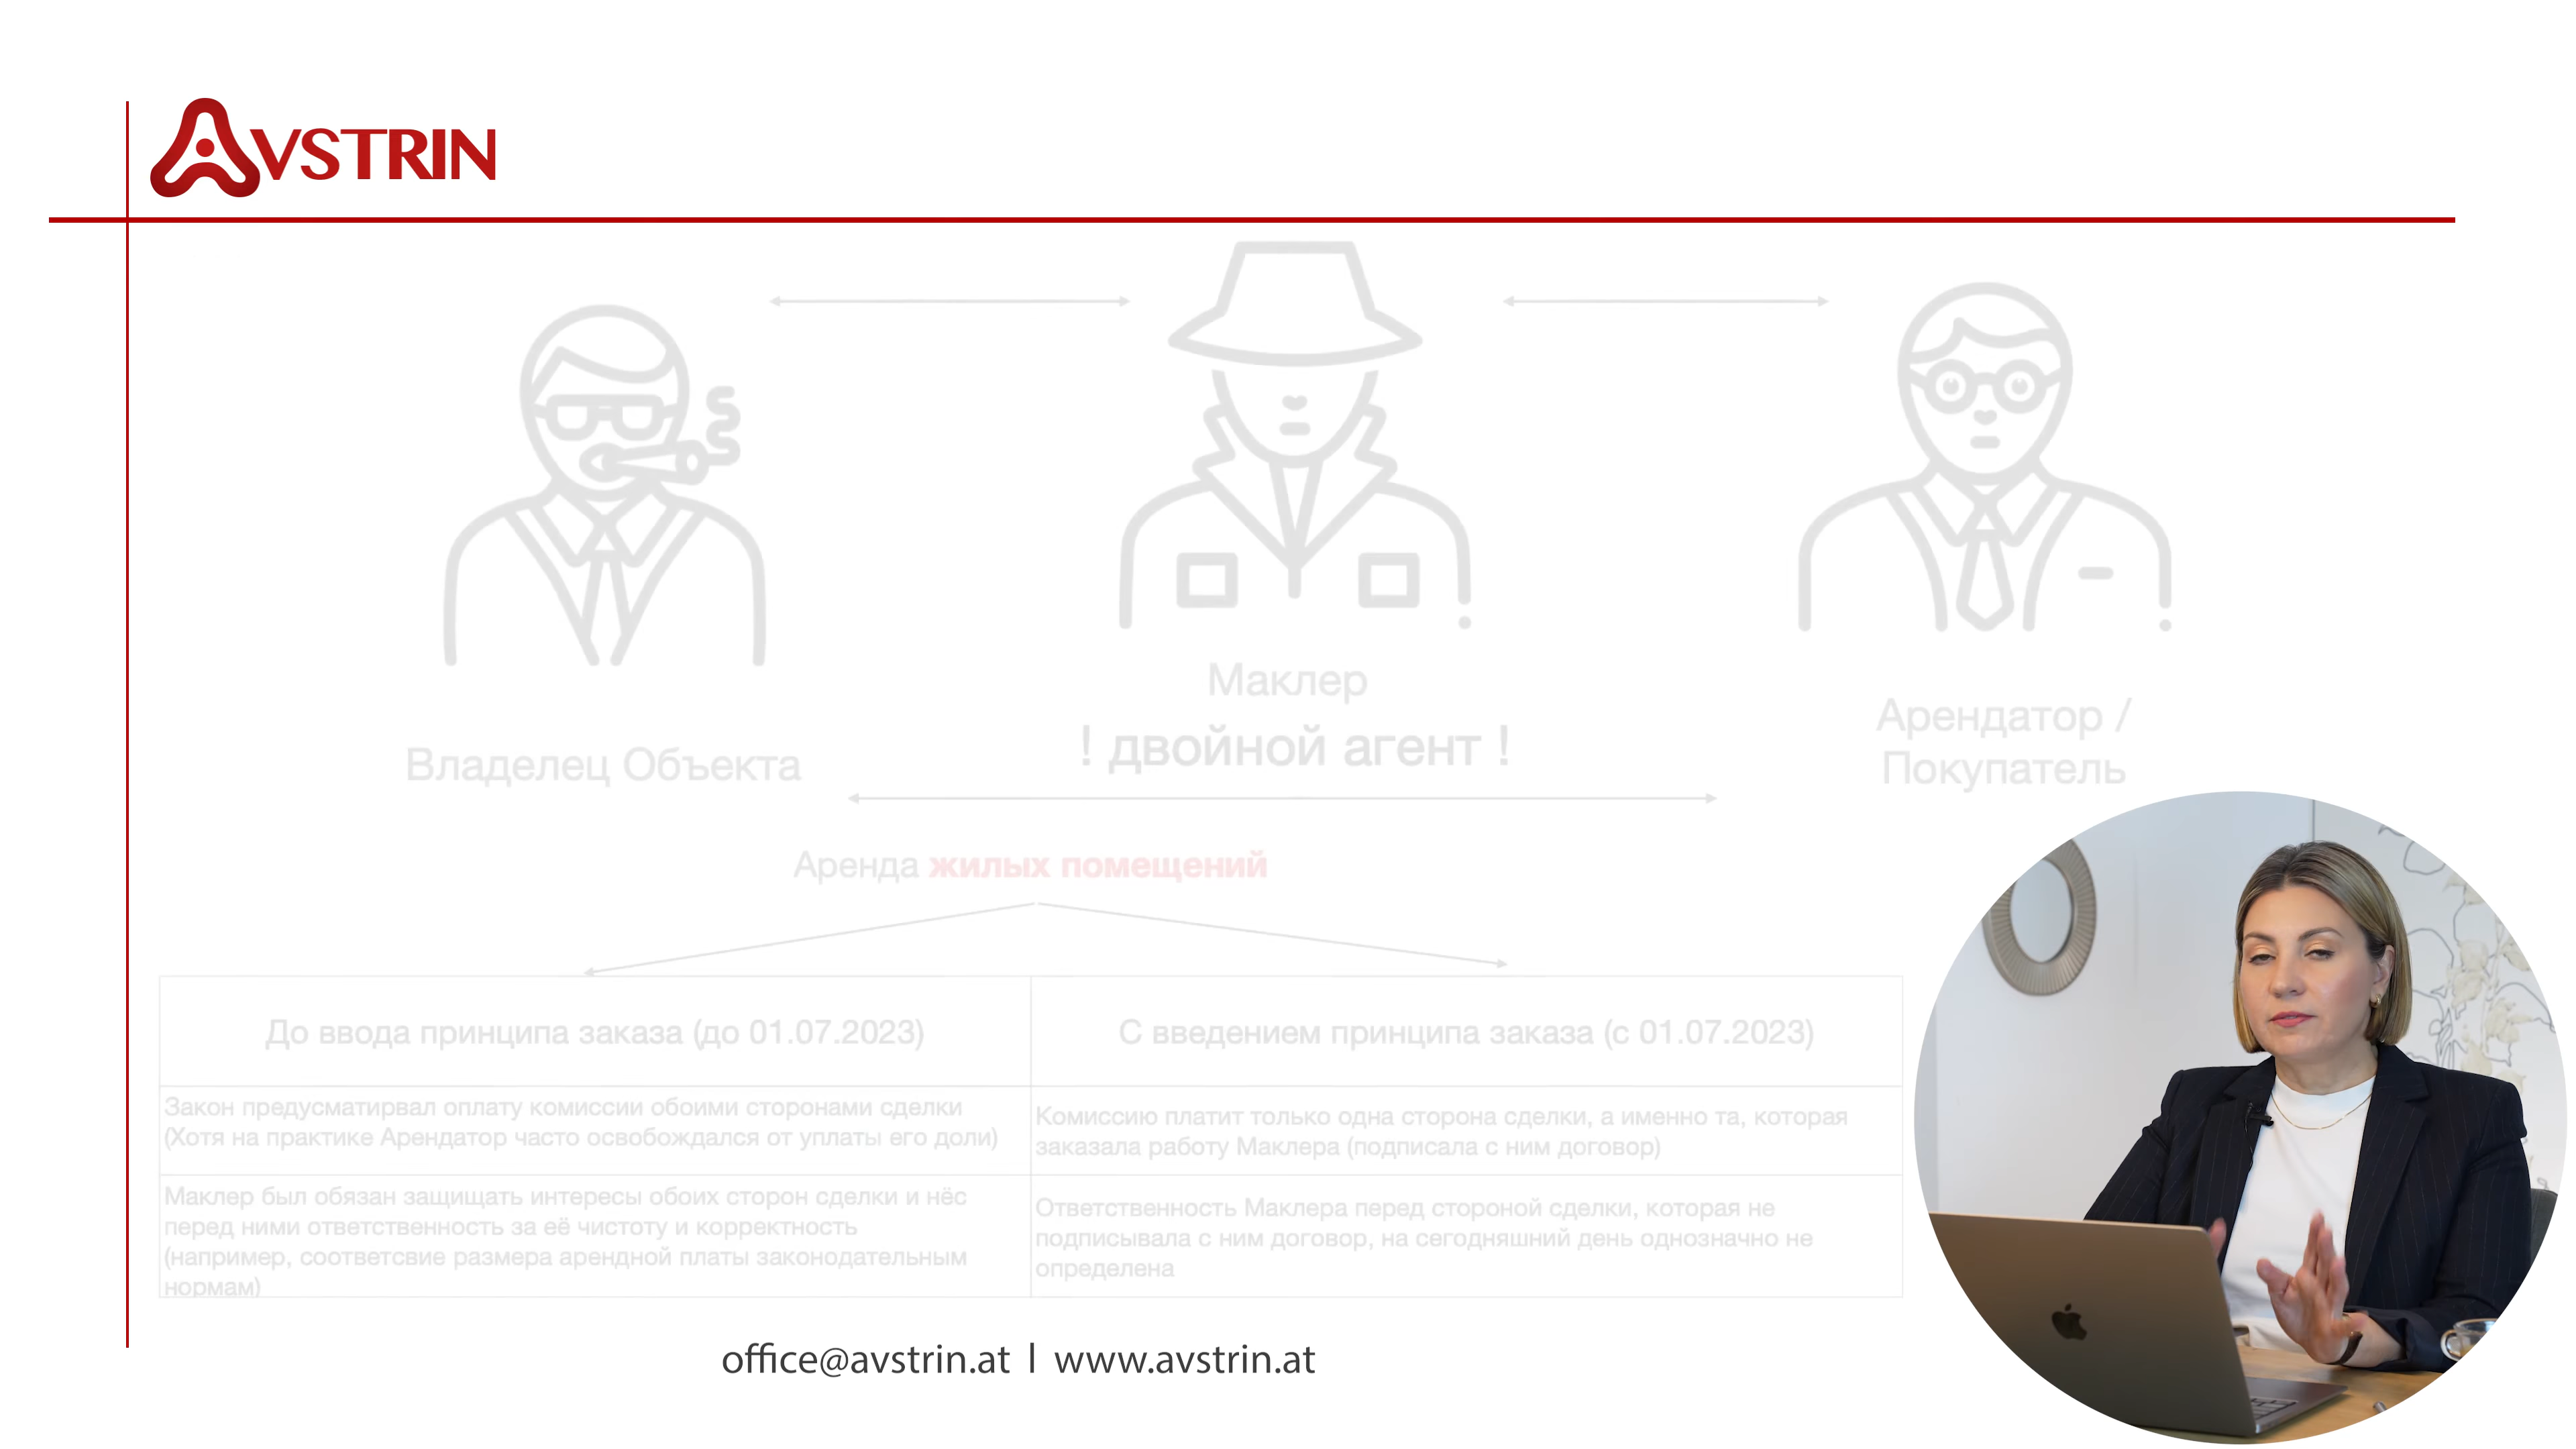 AVSTRIN
Маклер
! двойной агент !
Владелец Объекта
Арендатор /
Покупатель
Аренда жилых помещений
До ввода принципа заказа (до 01.07.2023)
С введением принципа заказа (с 01.07.2023)
Закон предусматирвал оплату комиссии обоими сторонами сделки
(Хотя на практике Арендатор часто освобождался от уплаты его доли)
Комиссию платит только одна сторона сделки, а именно та, которая
заказала работу Маклера (подписала с ним договор)
Маклер был обязан защищать интересы обоих сторон сделки и нёс
перед ними ответственность за её чистоту и корректность
(например, соответсвие размера арендной платы законодательным
нормам)
Ответственность Маклера перед стороной сделки, которая не
подписывала с ним договор, на сегодняшний день однозначно не
определена
office@avstrin.at | www.avstrin.at